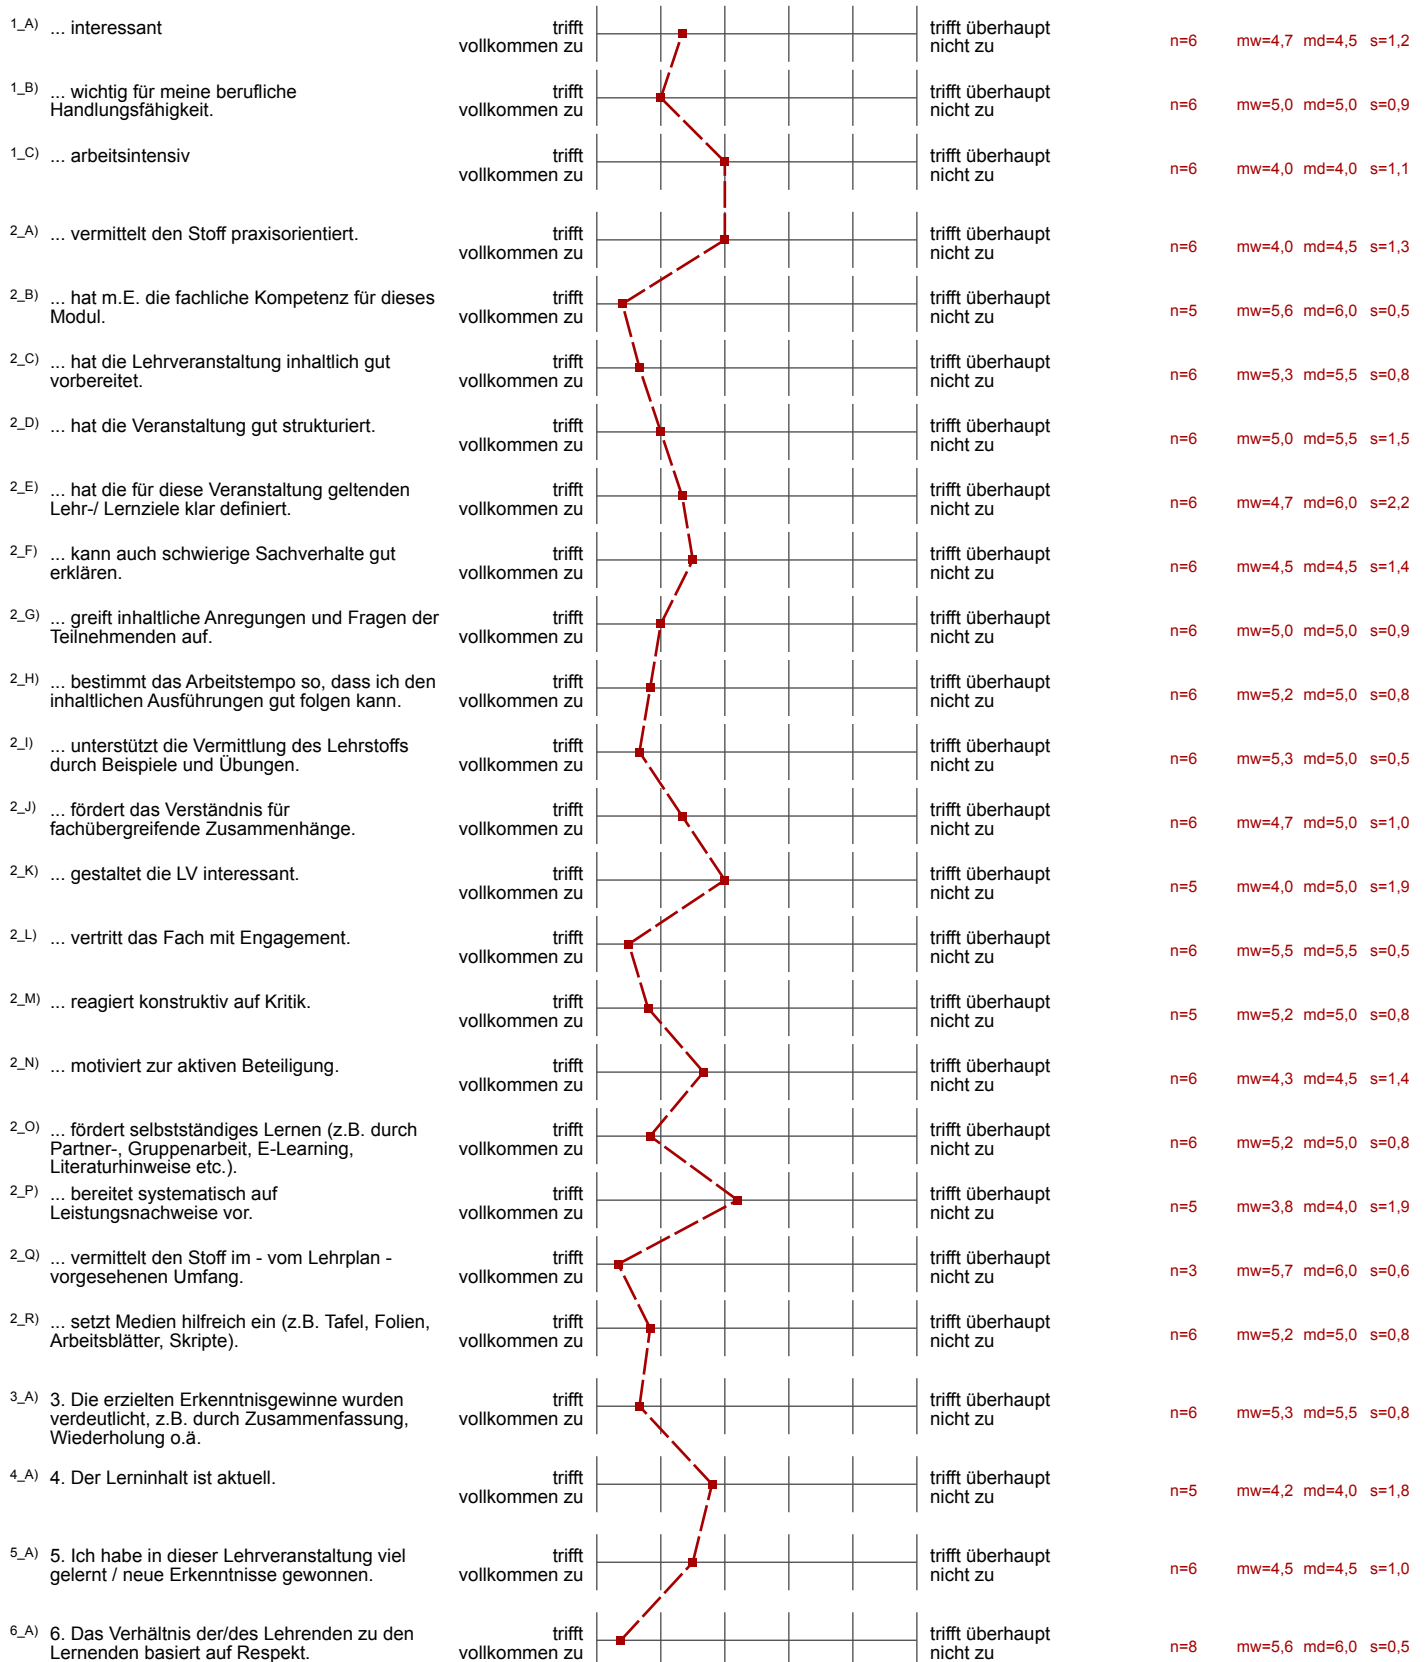 1_A) ... interessant trifft vollkommen zu trifft überhaupt nicht zu n=6 mw=4,7 md=4,5 s=1,2
1_B) ... wichtig für meine berufliche
Handlungsfähigkeit. trifft vollkommen zu trifft überhaupt nicht zu n=6 mw=5,0 md=5,0 s=0,9
1_C) ... arbeitsintensiv trifft vollkommen zu trifft überhaupt nicht zu n=6 mw=4,0 md=4,0 s=1,1
2_A) ... vermittelt den Stoff praxisorientiert. trifft vollkommen zu trifft überhaupt nicht zu n=6 mw=4,0 md=4,5 s=1,3
2_B) ... hat m.E. die fachliche Kompetenz für dieses
Modul. trifft vollkommen zu trifft überhaupt nicht zu n=5 mw=5,6 md=6,0 s=0,5
2_C) ... hat die Lehrveranstaltung inhaltlich gut
vorbereitet. trifft vollkommen zu trifft überhaupt nicht zu n=6 mw=5,3 md=5,5 s=0,8
2_D) ... hat die Veranstaltung gut strukturiert. trifft vollkommen zu trifft überhaupt nicht zu n=6 mw=5,0 md=5,5 s=1,5
2_E) ... hat die für diese Veranstaltung geltenden
Lehr-/ Lernziele klar definiert. trifft vollkommen zu trifft überhaupt nicht zu n=6 mw=4,7 md=6,0 s=2,2
2_F) ... kann auch schwierige Sachverhalte gut
erklären. trifft vollkommen zu trifft überhaupt nicht zu n=6 mw=4,5 md=4,5 s=1,4
2_G) ... greift inhaltliche Anregungen und Fragen der
Teilnehmenden auf. trifft vollkommen zu trifft überhaupt nicht zu n=6 mw=5,0 md=5,0 s=0,9
2_H) ... bestimmt das Arbeitstempo so, dass ich den
inhaltlichen Ausführungen gut folgen kann. trifft vollkommen zu trifft überhaupt nicht zu n=6 mw=5,2 md=5,0 s=0,8
2_I) ... unterstützt die Vermittlung des Lehrstoffs
durch Beispiele und Übungen. trifft vollkommen zu trifft überhaupt nicht zu n=6 mw=5,3 md=5,0 s=0,5
2_J) ... fördert das Verständnis für
fachübergreifende Zusammenhänge. trifft vollkommen zu trifft überhaupt nicht zu n=6 mw=4,7 md=5,0 s=1,0
2_K) ... gestaltet die LV interessant. trifft vollkommen zu trifft überhaupt nicht zu n=5 mw=4,0 md=5,0 s=1,9
2_L) ... vertritt das Fach mit Engagement. trifft vollkommen zu trifft überhaupt nicht zu n=6 mw=5,5 md=5,5 s=0,5
2_M) ... reagiert konstruktiv auf Kritik. trifft vollkommen zu trifft überhaupt nicht zu n=5 mw=5,2 md=5,0 s=0,8
2_N) ... motiviert zur aktiven Beteiligung. trifft vollkommen zu trifft überhaupt nicht zu n=6 mw=4,3 md=4,5 s=1,4
2_O) ... fördert selbstständiges Lernen (z.B. durch
Partner-, Gruppenarbeit, E-Learning,
Literaturhinweise etc.). trifft vollkommen zu trifft überhaupt nicht zu n=6 mw=5,2 md=5,0 s=0,8
2_P) ... bereitet systematisch auf
Leistungsnachweise vor. trifft vollkommen zu trifft überhaupt nicht zu n=5 mw=3,8 md=4,0 s=1,9
2_Q) ... vermittelt den Stoff im - vom Lehrplan -
vorgesehenen Umfang. trifft vollkommen zu trifft überhaupt nicht zu n=3 mw=5,7 md=6,0 s=0,6
2_R) ... setzt Medien hilfreich ein (z.B. Tafel, Folien,
Arbeitsblätter, Skripte). trifft vollkommen zu trifft überhaupt nicht zu n=6 mw=5,2 md=5,0 s=0,8
3_A) 3. Die erzielten Erkenntnisgewinne wurden
verdeutlicht, z.B. durch Zusammenfassung,
Wiederholung o.ä. trifft vollkommen zu trifft überhaupt nicht zu n=6 mw=5,3 md=5,5 s=0,8
4_A) 4. Der Lerninhalt ist aktuell. trifft vollkommen zu trifft überhaupt nicht zu n=5 mw=4,2 md=4,0 s=1,8
5_A) 5. Ich habe in dieser Lehrveranstaltung viel
gelernt / neue Erkenntnisse gewonnen. trifft vollkommen zu trifft überhaupt nicht zu n=6 mw=4,5 md=4,5 s=1,0
6_A) 6. Das Verhältnis der/des Lehrenden zu den
Lernenden basiert auf Respekt. trifft vollkommen zu trifft überhaupt nicht zu n=8 mw=5,6 md=6,0 s=0,5